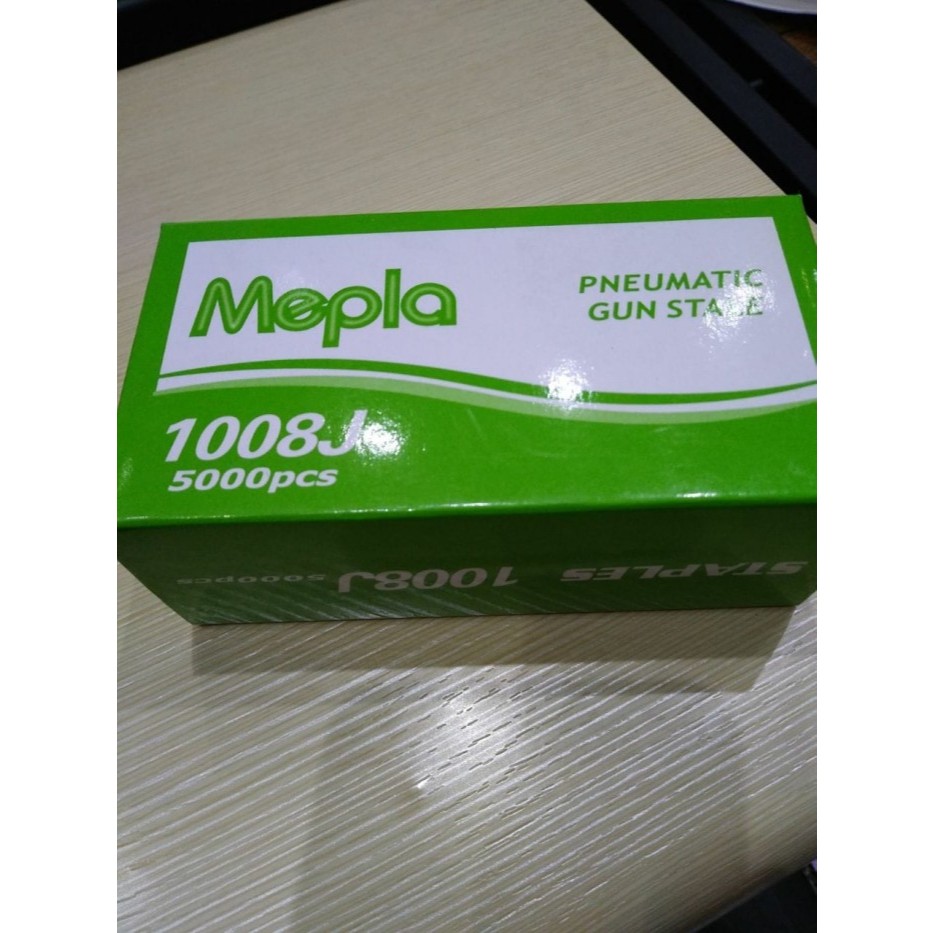 Mepla
PNEUMATIC
GUN
1008J
5000pcs
STAPLES 1008J 5000pcs